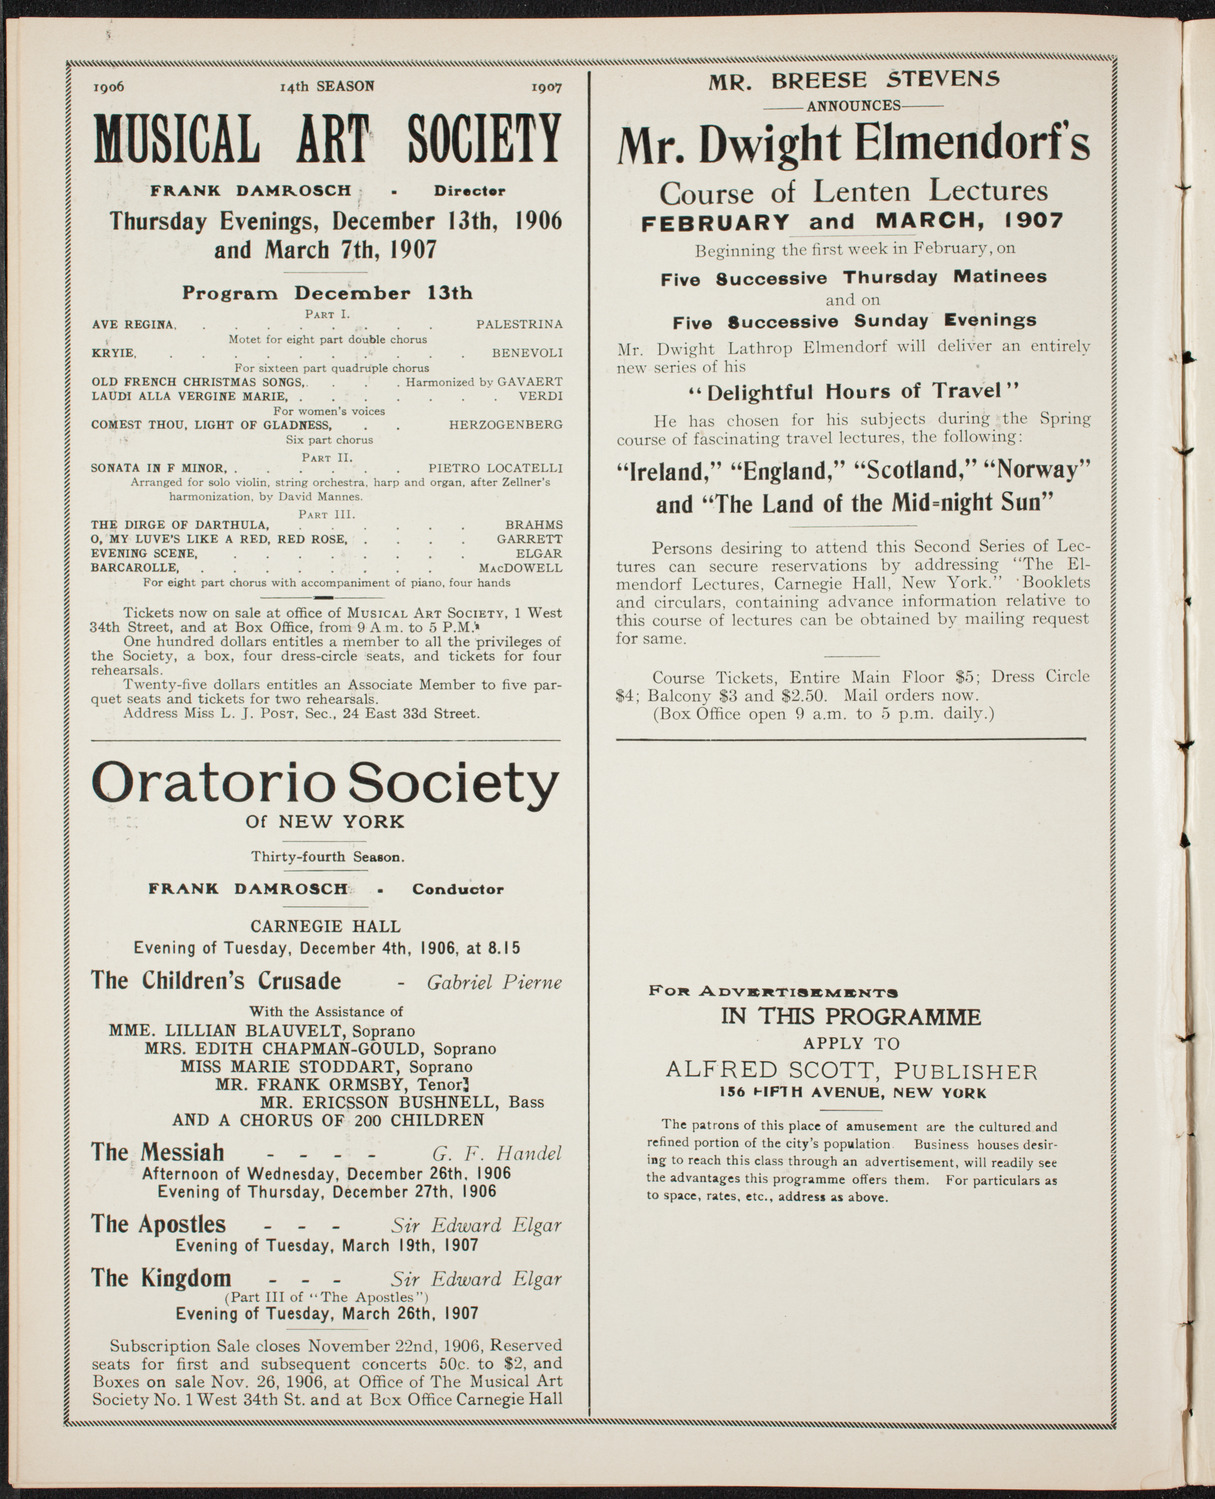 1906 14th SEASON 1907
MUSICAL ART SOCIETY
FRANK DAMROSCH - Director
Thursday Evenings, December 13th, 1906
and March 7th, 1907
Program December 13th
PART I.
AVE REGINA, . . . . . . . . PALESTRINA
Motet for eight part double chorus
KRYIE, . . . . . . . . . . BENEVOLI
For sixteen part quadruple chorus
OLD FRENCH CHRISTMAS SONGS, . . . . Harmonized by GAVAERT
LAUDI ALLA VERGINE MARIE, . . . . . . . VERDI
For women's voices
COMEST THOU, LIGHT OF GLADNESS, . . HERZOGENBERG
Six part chorus
PART II.
SONATA IN F MINOR, . . . . . . PIETRO LOCATELLI
Arranged for solo violin, string orchestra, harp and organ, after Zellner's
harmonization, by David Mannes.
PART III.
THE DIRGE OF DARTHULA, . . . . . . BRAHMS
O, MY LUVE'S LIKE A RED, RED ROSE, . . . . GARRETT
EVENING SCENE, . . . . . . . . ELGAR
BARCAROLLE, . . . . . . . . . MACDOWELL
For eight part chorus with accompaniment of piano, four hands
Tickets now on sale at office of MUSICAL ART SOCIETY, 1 West
34th Street, and at Box Office, from 9 A.m. to 5 P.M.
One hundred dollars entitles a member to all the privileges of
the Society, a box, four dress-circle seats, and tickets for four
rehearsals.
Twenty-five dollars entitles an Associate Member to five par-
quet seats and tickets for two rehearsals.
Address Miss L. J. POST, Sec., 24 East 33d Street.
Oratorio Society
Of NEW YORK
Thirty-fourth Season.
FRANK DAMROSCH - Conductor
CARNEGIE HALL
Evening of Tuesday, December 4th, 1906, at 8.15
The Children's Crusade - Gabriel Pierne
With the Assistance of
MME. LILLIAN BLAUVELT, Soprano
MRS. EDITH CHAPMAN-GOULD, Soprano
MISS MARIE STODDART, Soprano
MR. FRANK ORMSBY, Tenor
MR. ERICSSON BUSHNELL, Bass
AND A CHORUS OF 200 CHILDREN
The Messiah - - - - G. F. Handel
Afternoon of Wednesday, December 26th, 1906
Evening of Thursday, December 27th, 1906
The Apostles - - - Sir Edward Elgar
Evening of Tuesday, March 19th, 1907
The Kingdom - - - Sir Edward Elgar
(Part III of "The Apostles")
Evening of Tuesday, March 26th, 1907
Subscription Sale closes November 22nd, 1906, Reserved
seats for first and subsequent concerts 50c. to $2, and
Boxes on sale Nov. 26, 1906, at Office of The Musical Art
Society No. 1 West 34th St. and at Box Office Carnegie Hall
MR. BREESE STEVENS
ANNOUNCES
Mr. Dwight Elmendorf's
Course of Lenten Lectures
FEBRUARY and MARCH, 1907
Beginning the first week in February, on
Five Successive Thursday Matinees
and on
Five Successive Sunday Evenings
Mr. Dwight Lathrop Elmendorf will deliver an entirely
new series of his
"Delightful Hours of Travel"
He has chosen for his subjects during the Spring
course of fascinating travel lectures, the following:
"Ireland," "England," "Scotland," "Norway"
and "The Land of the Mid=night Sun"
Persons desiring to attend this Second Series of Lec-
tures can secure reservations by addressing "The El-
mendorf Lectures, Carnegie Hall, New York." Booklets
and circulars, containing advance information relative to
this course of lectures can be obtained by mailing request
for same.
Course Tickets, Entire Main Floor $5; Dress Circle
$4; Balcony $3 and $2.50. Mail orders now.
(Box Office open 9 a.m. to 5 p.m. daily.)
FOR ADVERTISEMENTS
IN THIS PROGRAMME
APPLY TO
ALFRED SCOTT, PUBLISHER
156 FIFTH AVENUE, NEW YORK
The patrons of this place of amusement are the cultured and
refined portion of the city's population. Business houses desir-
ing to reach this class through an advertisement, will readily see
the advantages this programme offers them. For particulars as
to space, rates, etc., address as above.